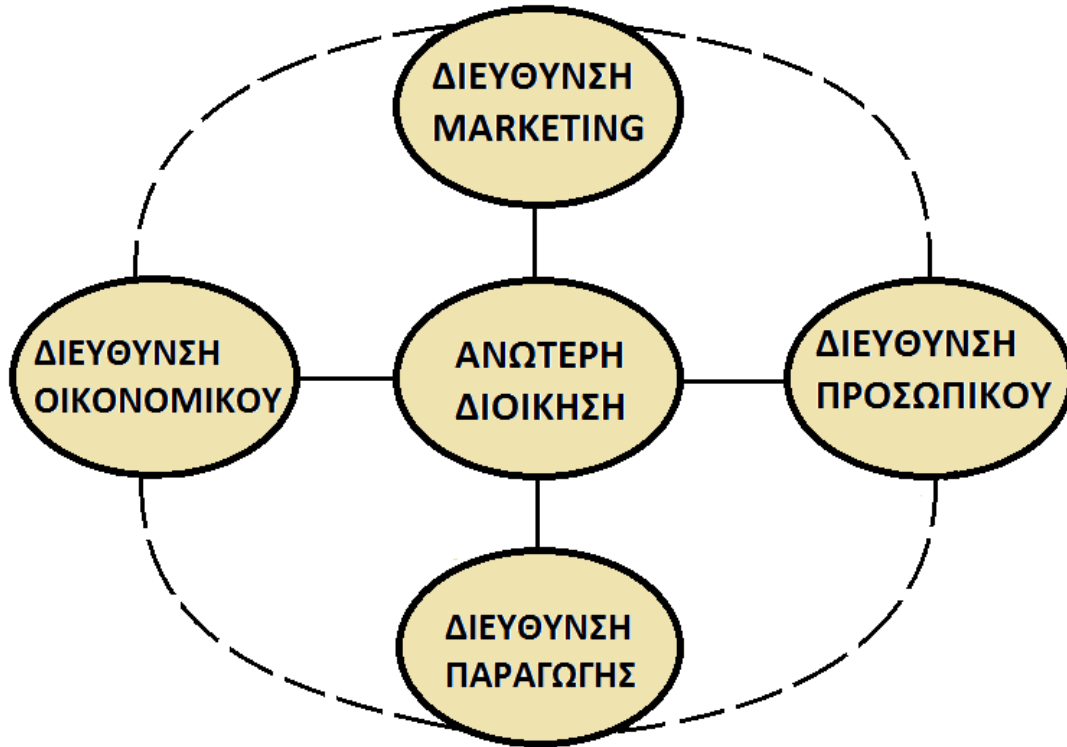 ΔΙΕΥΘΥΝΣΗ
MARKETING
ΔΙΕΥΘΥΝΣΗ
ΟΙΚΟΝΟΜΙΚΟΥ
ΑΝΩΤΕΡΗ
ΔΙΟΙΚΗΣΗ
ΔΙΕΥΘΥΝΣΗ
ΠΡΟΣΩΠΙΚΟΥ
ΔΙΕΥΘΥΝΣΗ
ΠΑΡΑΓΩΓΗΣ